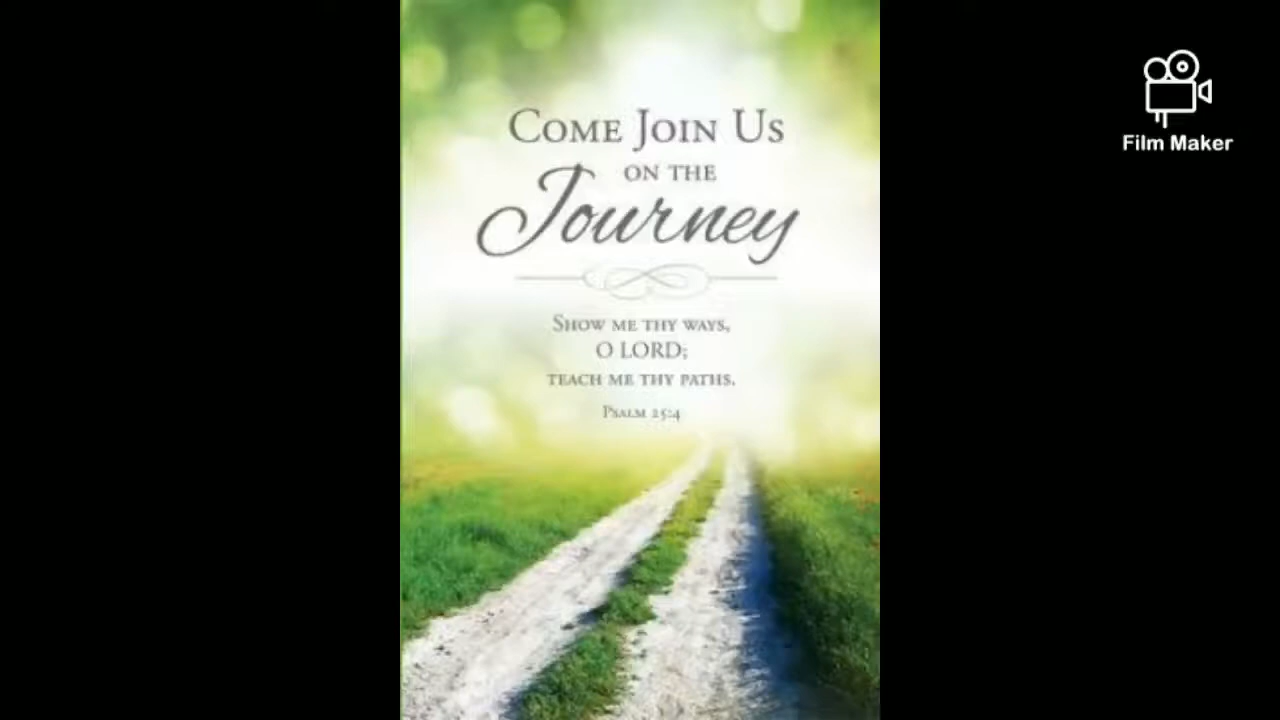 Come Join Us
on the
Journey
Show me thy ways,
O LORD;
teach me thy paths.
Psalm 25:4
Film Maker